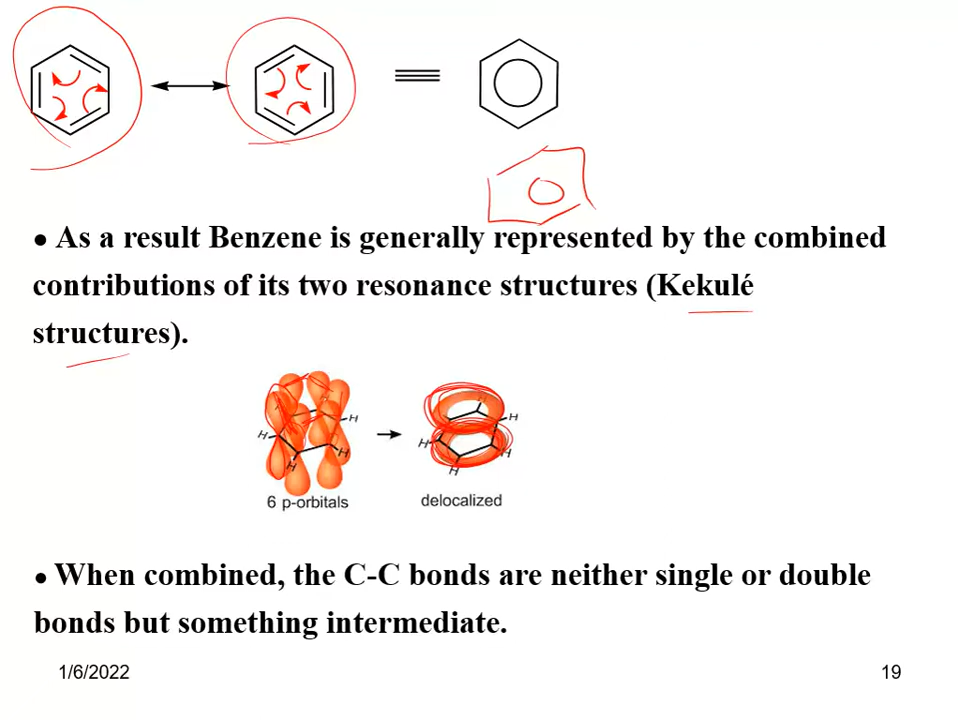 ● As a result Benzene is generally represented by the combined
contributions of its two resonance structures (Kekulé
structures).
H H H H H
H H H H H
6 p-orbitals delocalized
● When combined, the C-C bonds are neither single or double
bonds but something intermediate.
1/6/2022 19